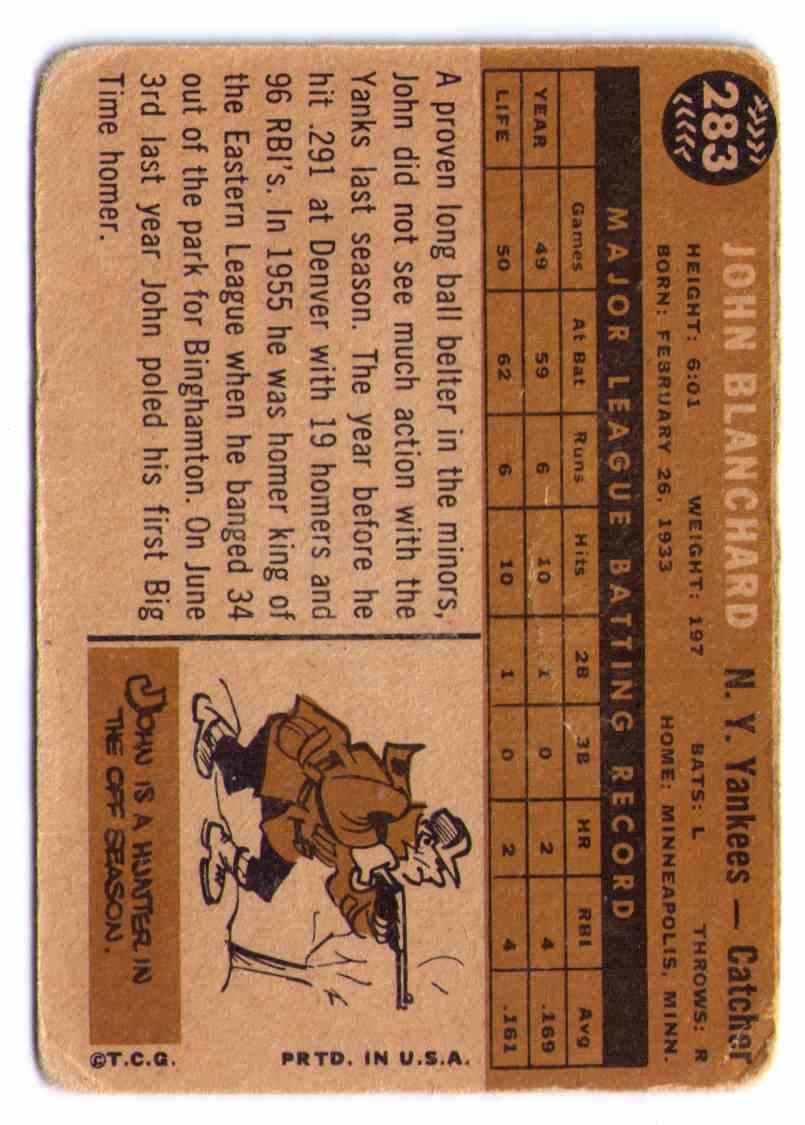 283
JOHN BLANCHARD N. Y. Yankees — Catcher
HEIGHT: 6:01 WEIGHT: 197 BATS: L THROWS: R
BORN: FEBRUARY 26, 1933 HOME: MINNEAPOLIS, MINN.
MAJOR LEAGUE BATTING RECORD
Games At Bat Runs Hits 2B 3B HR RBI Avg
YEAR 49 59 6 10 1 0 2 4 .169
LIFE 50 62 6 10 1 0 2 4 .161
A proven long ball belter in the minors,
John did not see much action with the
Yanks last season. The year before he
hit .291 at Denver with 19 homers and
96 RBI's. In 1955 he was homer king of
the Eastern League when he banged 34
out of the park for Binghamton. On June
3rd last year John poled his first Big
Time homer.
JOHN IS A HUNTER IN
THE OFF SEASON.
PRTD. IN U.S.A.
©T.C.G.